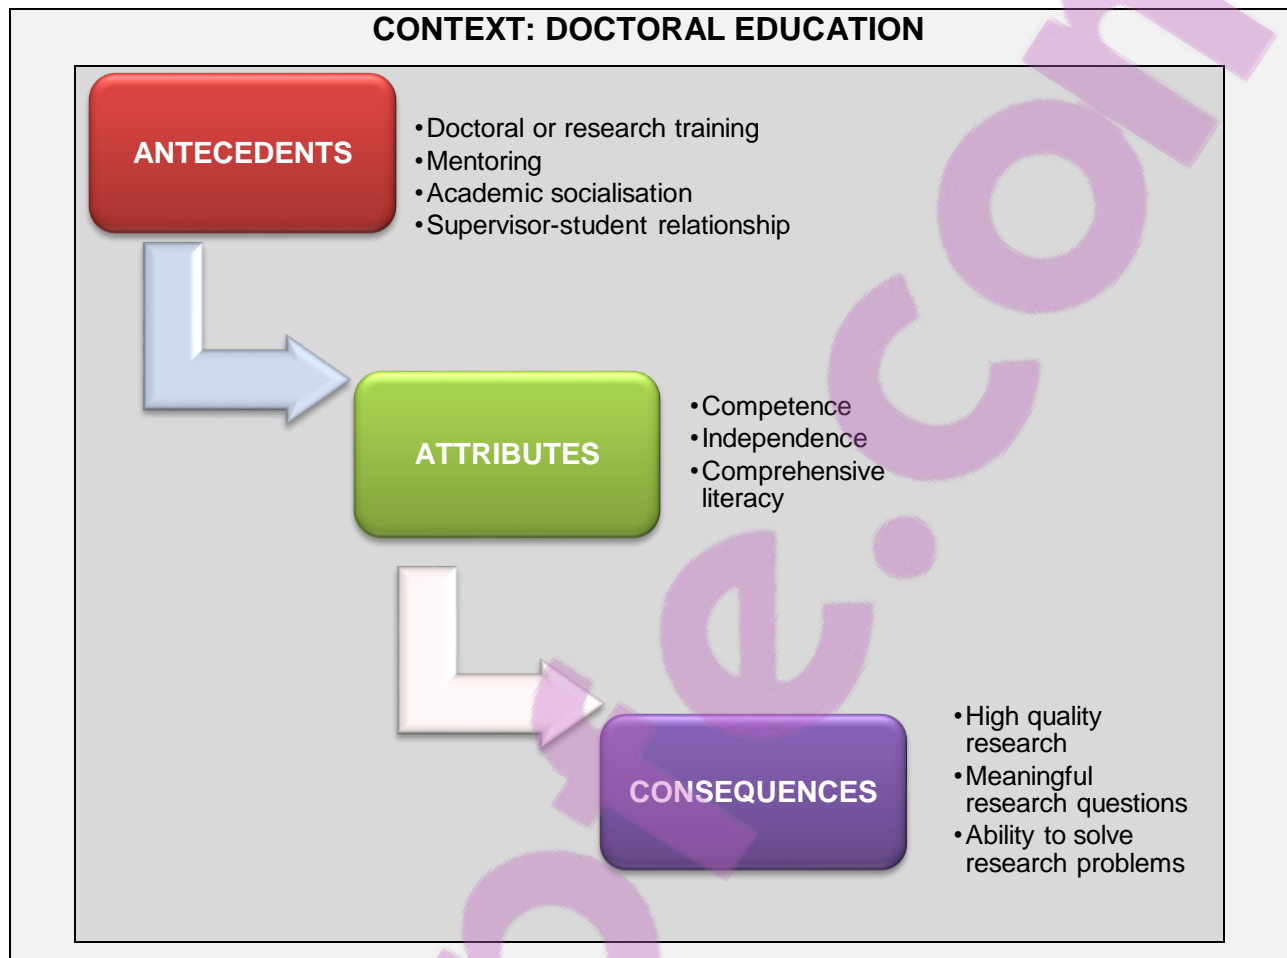 CONTEXT: DOCTORAL EDUCATION
ANTECEDENTS
•Doctoral or research training
•Mentoring
•Academic socialisation
•Supervisor-student relationship
ATTRIBUTES
•Competence
•Independence
•Comprehensive
literacy
CONSEQUENCES
•High quality
research
•Meaningful
research questions
•Ability to solve
research problems